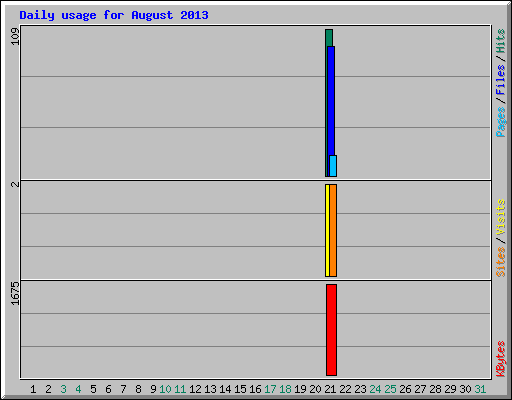 Daily usage for August 2013
109
2
1675
Pages/Files/Hits
Sites/Visits
KBytes
1 2 3 4 5 6 7 8 9 10 11 12 13 14 15 16 17 18 19 20 21 22 23 24 25 26 27 28 29 30 31